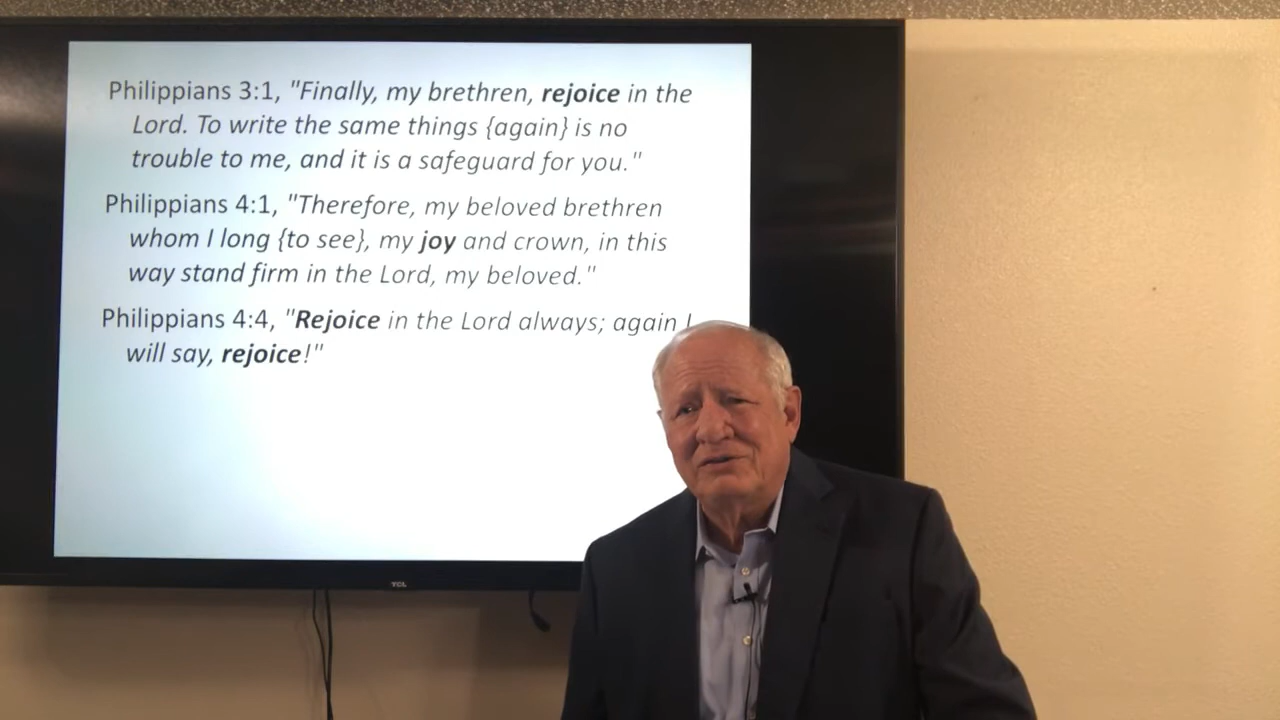 Philippians 3:1, "Finally, my brethren, rejoice in the
Lord. To write the same things {again} is no
trouble to me, and it is a safeguard for you."
Philippians 4:1, "Therefore, my beloved brethren
whom I long {to see}, my joy and crown, in this
way stand firm in the Lord, my beloved."
Philippians 4:4, "Rejoice in the Lord always; again I
will say, rejoice!"
TCL